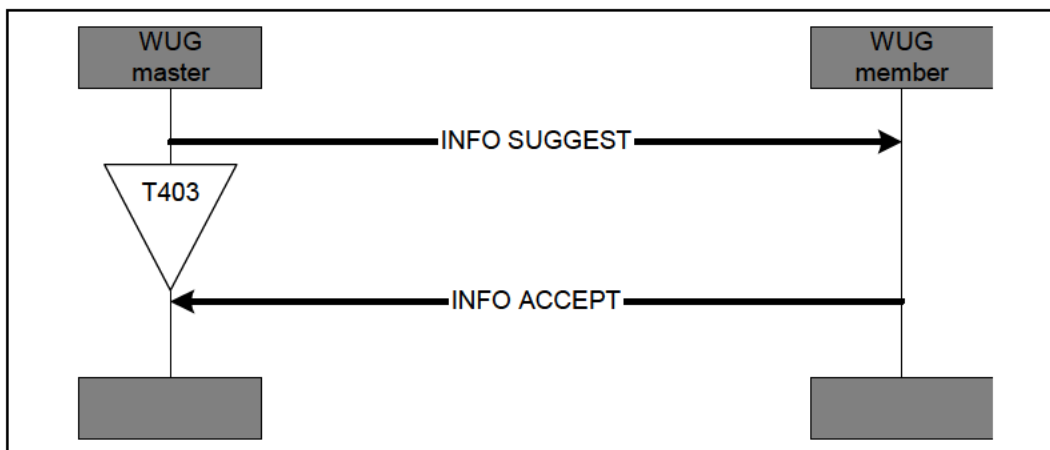 WUG
master
WUG
member
INFO SUGGEST
T403
INFO ACCEPT